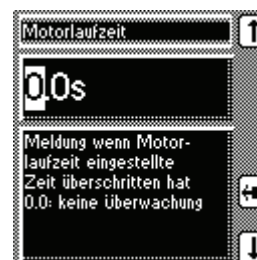 Motorlaufzeit
0.0s
Meldung wenn Motor-
laufzeit eingestellte
Zeit überschritten hat
0.0: keine Überwachung